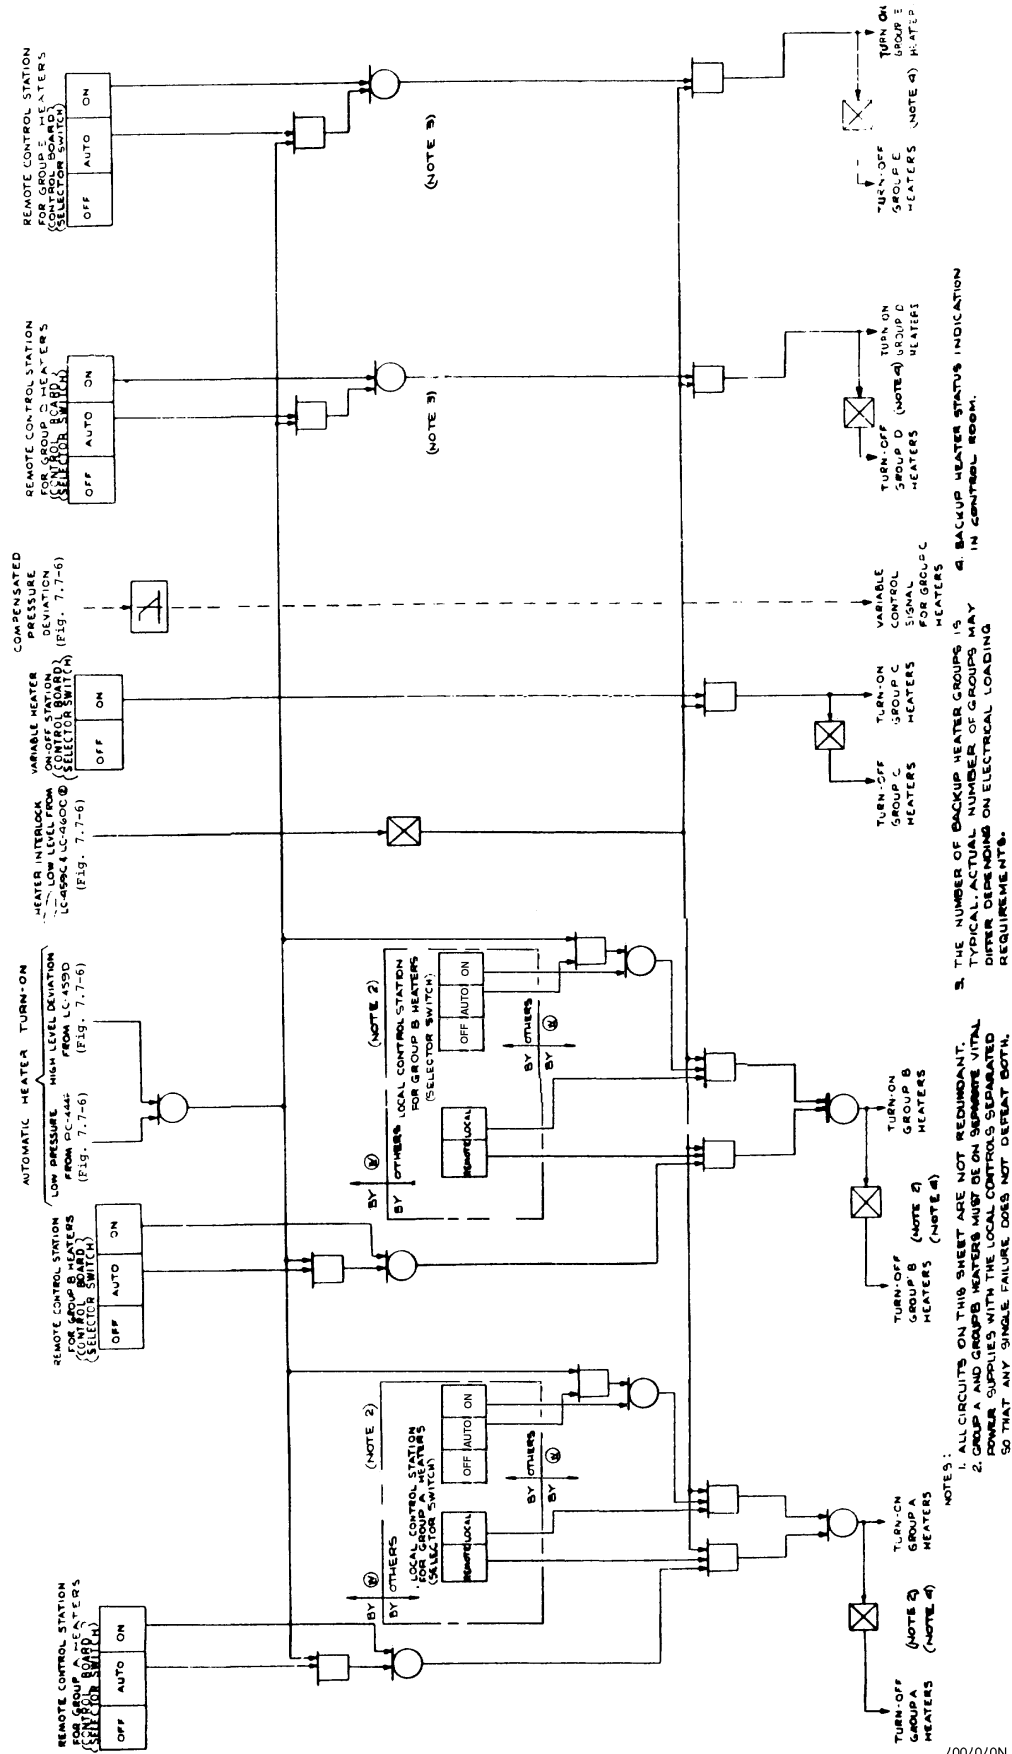 REMOTE CONTROL STATION
FOR GROUP A HEATERS
(CONTROL BOARD)
(SELECTOR SWITCH)
OFF
AUTO
ON
REMOTE CONTROL STATION
FOR GROUP B HEATERS
(CONTROL BOARD)
(SELECTOR SWITCH)
OFF
AUTO
ON
AUTOMATIC HEATER TURN-ON
LOW PRESSURE
FROM
(Fig. 7.7-6)
HIGH LEVEL DEVIATION
FROM LC-459D
(Fig. 7.7-6)
HEATER INTERLOCK
LOW LEVEL FROM
LC-459C & LC-460C
(Fig. 7.7-6)
VARIABLE HEATER
ON-OFF STATION
(CONTROL BOARD)
(SELECTOR SWITCH)
OFF
ON
COMPENSATED
PRESSURE
DEVIATION
(Fig. 7.7-6)
REMOTE CONTROL STATION
FOR GROUP D HEATERS
(CONTROL BOARD)
(SELECTOR SWITCH)
OFF
AUTO
ON
REMOTE CONTROL STATION
FOR GROUP E HEATERS
(CONTROL BOARD)
(SELECTOR SWITCH)
OFF
AUTO
ON
(NOTE 2)
BY W
BY OTHERS
LOCAL CONTROL STATION
FOR GROUP A HEATERS
(SELECTOR SWITCH)
REMOTE
LOCAL
OFF
AUTO
ON
BY OTHERS
BY W
(NOTE 2)
BY W
BY OTHERS
LOCAL CONTROL STATION
FOR GROUP B HEATERS
(SELECTOR SWITCH)
REMOTE
LOCAL
OFF
AUTO
ON
BY OTHERS
BY W
(NOTE 3)
(NOTE 3)
TURN-OFF
GROUP A
HEATERS
(NOTE 2)
(NOTE 4)
TURN-ON
GROUP A
HEATERS
TURN-OFF
GROUP B
HEATERS
(NOTE 2)
(NOTE 4)
TURN-ON
GROUP B
HEATERS
TURN-OFF
GROUP C
HEATERS
TURN-ON
GROUP C
HEATERS
VARIABLE
CONTROL
SIGNAL
FOR GROUP C
HEATERS
TURN-OFF
GROUP D
HEATERS
(NOTE 4)
TURN ON
GROUP D
HEATERS
TURN-OFF
GROUP E
HEATERS
(NOTE 4)
TURN ON
GROUP E
HEATER
NOTES:
1. ALL CIRCUITS ON THIS SHEET ARE NOT REDUNDANT.
2. GROUP A AND GROUP B HEATERS MUST BE ON SEPARATE VITAL
POWER SUPPLIES WITH THE LOCAL CONTROLS SEPARATED
SO THAT ANY SINGLE FAILURE DOES NOT DEFEAT BOTH.
3. THE NUMBER OF BACKUP HEATER GROUPS IS
TYPICAL. ACTUAL NUMBER OF GROUPS MAY
DIFFER DEPENDING ON ELECTRICAL LOADING
REQUIREMENTS.
4. BACKUP HEATER STATUS INDICATION
IN CONTROL ROOM.